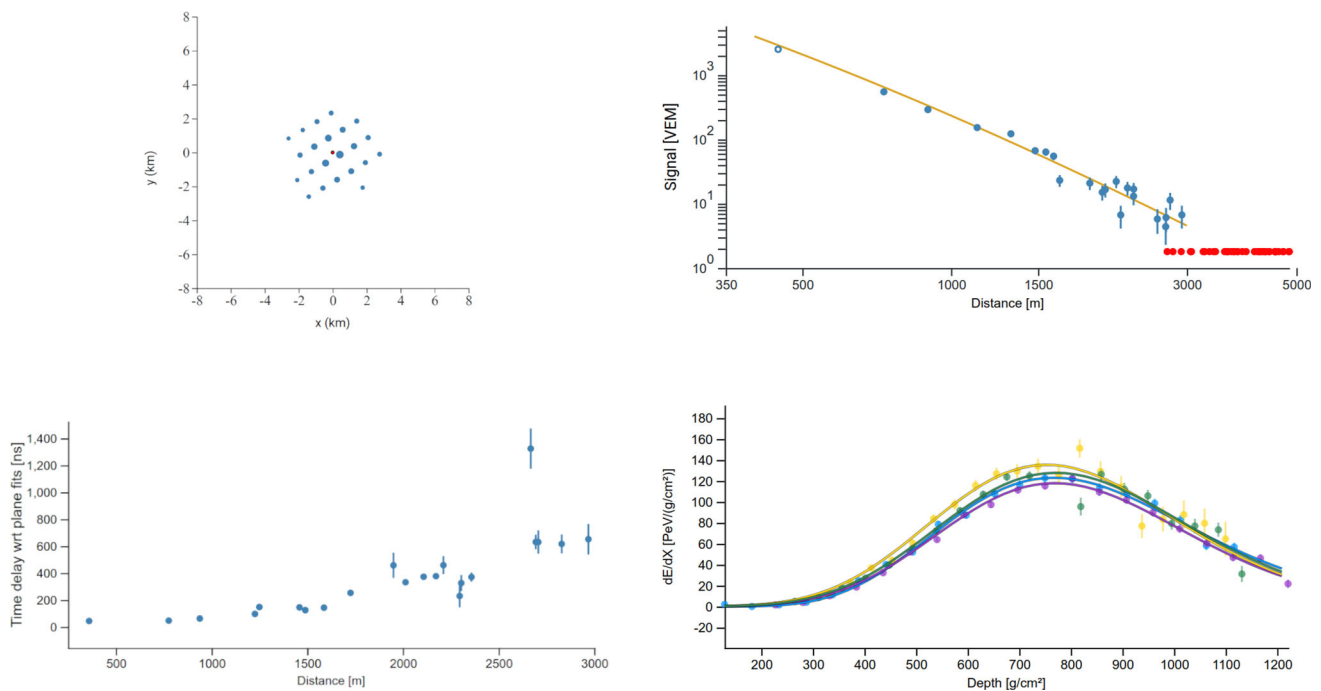 8
6
4
2
0
-2
-4
-6
-8
y (km)
-8 -6 -4 -2 0 2 4 6 8
x (km)
10³
10²
10¹
10⁰
Signal [VEM]
350 500 1000 1500 3000 5000
Distance [m]
1,400
1,200
1,000
800
600
400
200
0
Time delay wrt plane fits [ns]
500 1000 1500 2000 2500 3000
Distance [m]
180
160
140
120
100
80
60
40
20
0
-20
dE/dX [PeV/(g/cm²)]
200 300 400 500 600 700 800 900 1000 1100 1200
Depth [g/cm²]